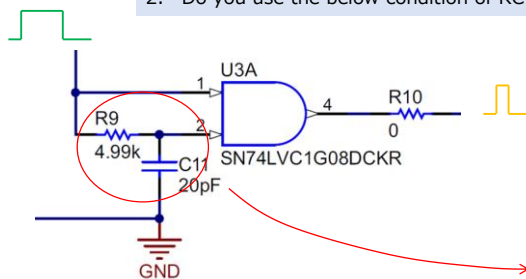 2. Do you use the below condition of RC
U3A
1
4
R10
R9
2
0
4.99k
C11
SN74LVC1G08DCKR
20pF
GND